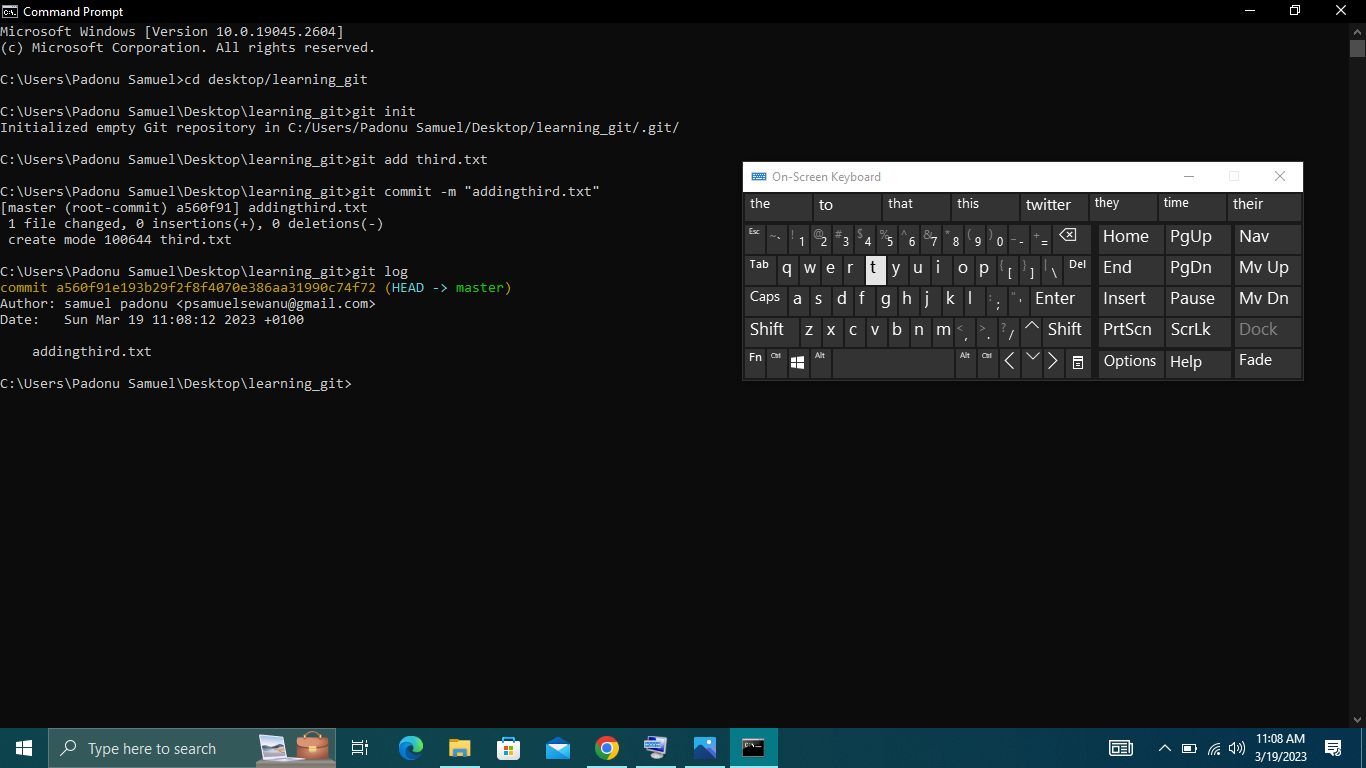 Command Prompt
Microsoft Windows [Version 10.0.19045.2604]
(c) Microsoft Corporation. All rights reserved.
C:\Users\Padonu Samuel>cd desktop/learning_git
C:\Users\Padonu Samuel\Desktop\learning_git>git init
Initialized empty Git repository in C:/Users/Padonu Samuel/Desktop/learning_git/.git/
C:\Users\Padonu Samuel\Desktop\learning_git>git add third.txt
C:\Users\Padonu Samuel\Desktop\learning_git>git commit -m "addingthird.txt"
[master (root-commit) a560f91] addingthird.txt
 1 file changed, 0 insertions(+), 0 deletions(-)
 create mode 100644 third.txt
C:\Users\Padonu Samuel\Desktop\learning_git>git log
commit a560f91e193b29f2f8f4070e386aa31990c74f72 (HEAD -> master)
Author: samuel padonu <psamuelsewanu@gmail.com>
Date:   Sun Mar 19 11:08:12 2023 +0100
    addingthird.txt
C:\Users\Padonu Samuel\Desktop\learning_git>
On-Screen Keyboard
the to that this twitter they time their
Esc ~ ` ! 1 @ 2 # 3 $ 4 % 5 ^ 6 & 7 * 8 ( 9 ) 0 _ - + = Home PgUp Nav
Tab q w e r t y u i o p { [ } ] | \ Del End PgDn Mv Up
Caps a s d f g h j k l : ; " ' Enter Insert Pause Mv Dn
Shift z x c v b n m < , > . ? / ^ Shift PrtScn ScrLk Dock
Fn Ctrl Alt Alt Ctrl Options Help Fade
Type here to search
11:08 AM
3/19/2023